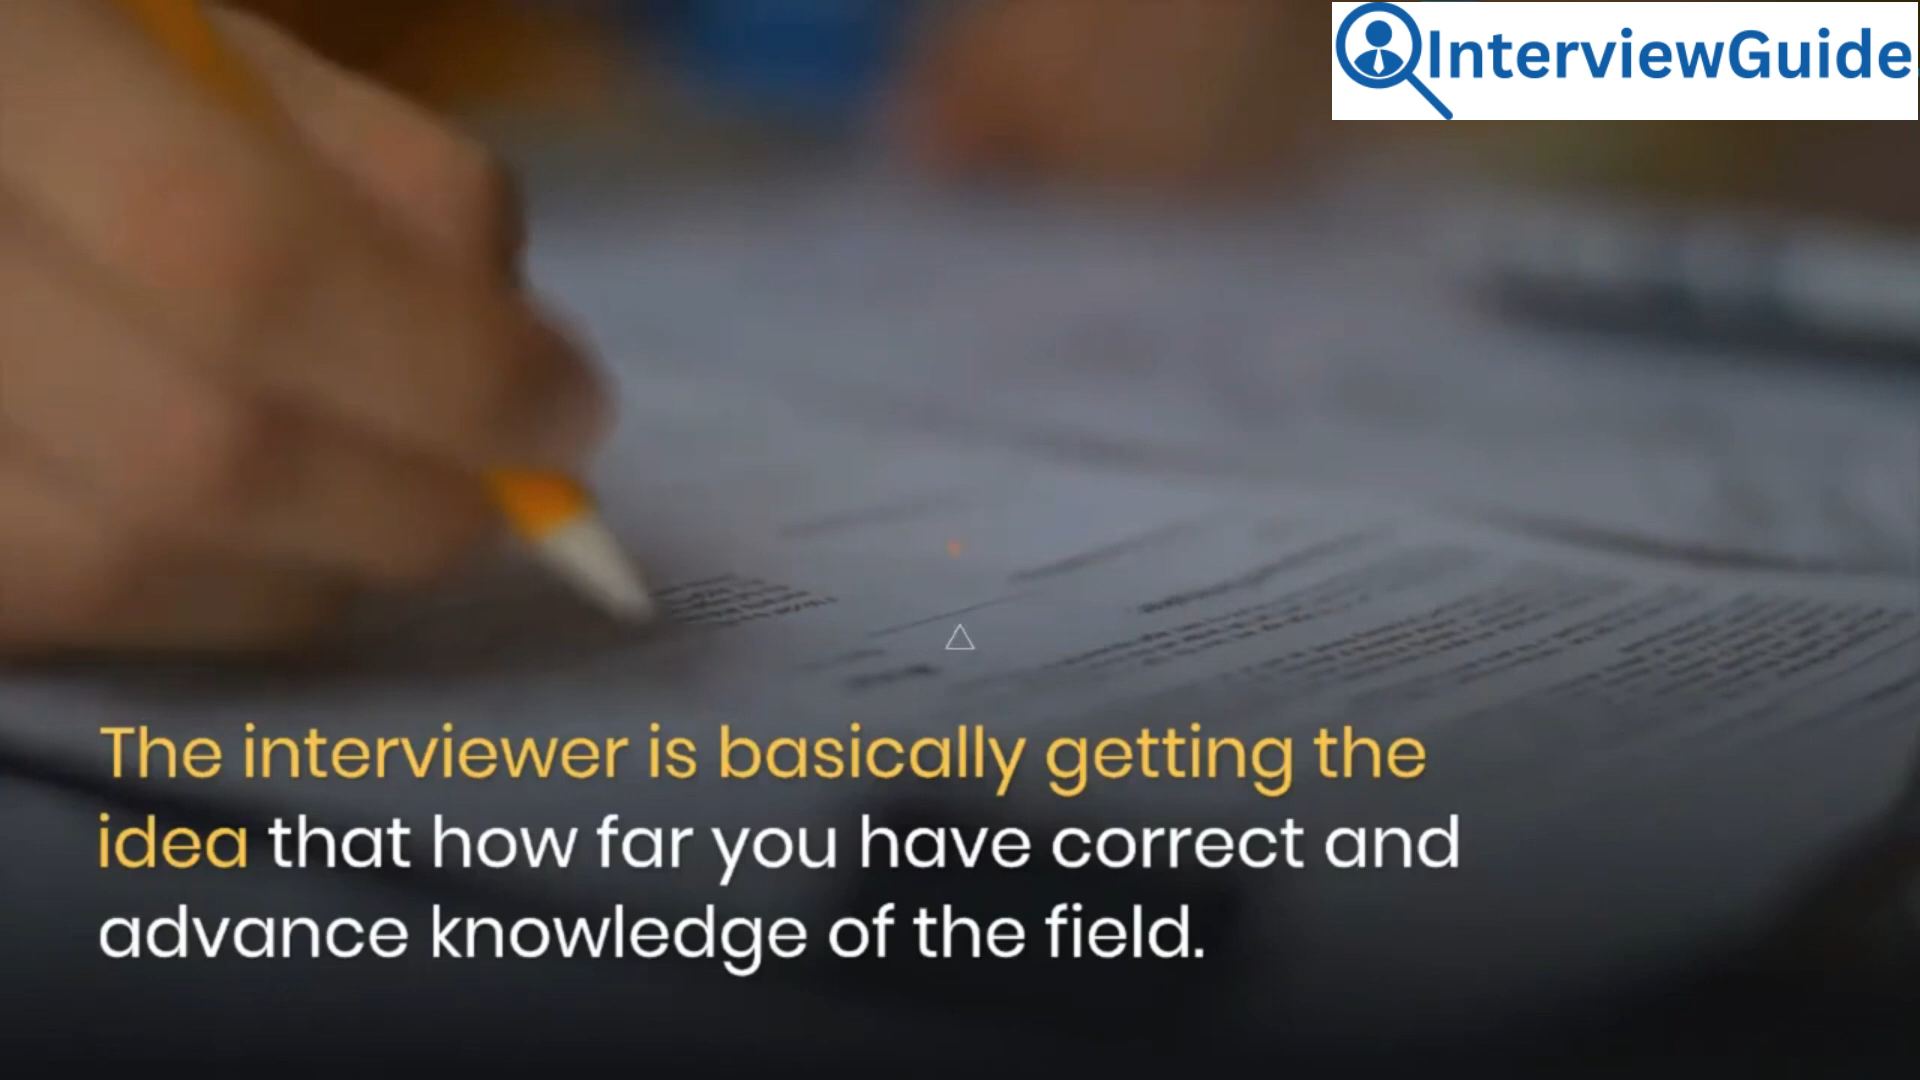 InterviewGuide
The interviewer is basically getting the
idea that how far you have correct and
advance knowledge of the field.